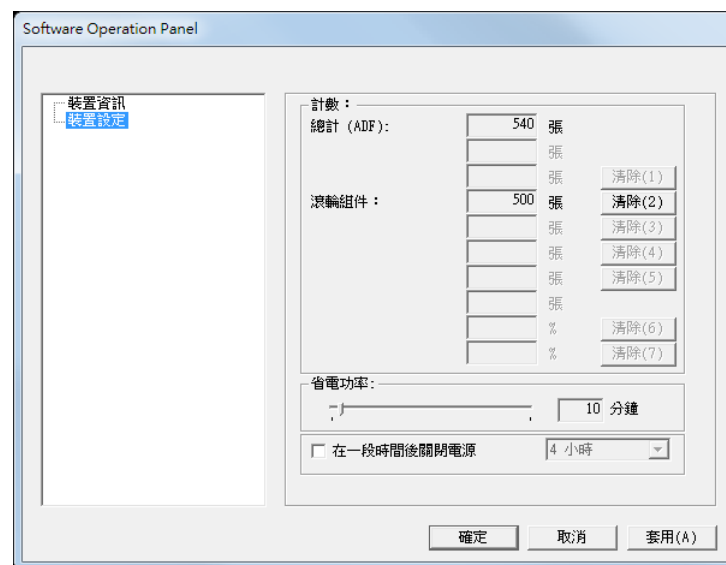 Software Operation Panel
裝置資訊
裝置設定
計數：
總計 (ADF): 540 張
張
張 清除(1)
滾輪組件： 500 張 清除(2)
張 清除(3)
張 清除(4)
張 清除(5)
張
% 清除(6)
% 清除(7)
省電功率:
10 分鐘
在一段時間後關閉電源 4 小時
確定 取消 套用(A)